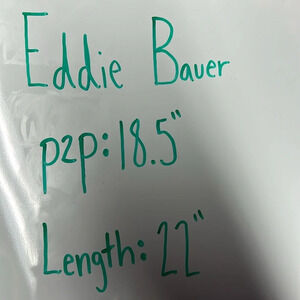 Eddie Bauer
p2p: 18.5"
Length: 22"